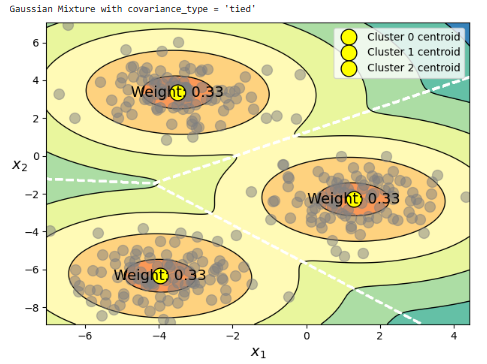 Gaussian Mixture with covariance_type = 'tied'
Cluster 0 centroid
Cluster 1 centroid
Cluster 2 centroid
6
4
2
0
−2
−4
−6
−8
x2
Weight: 0.33
Weight: 0.33
Weight: 0.33
−6 −4 −2 0 2 4
x1